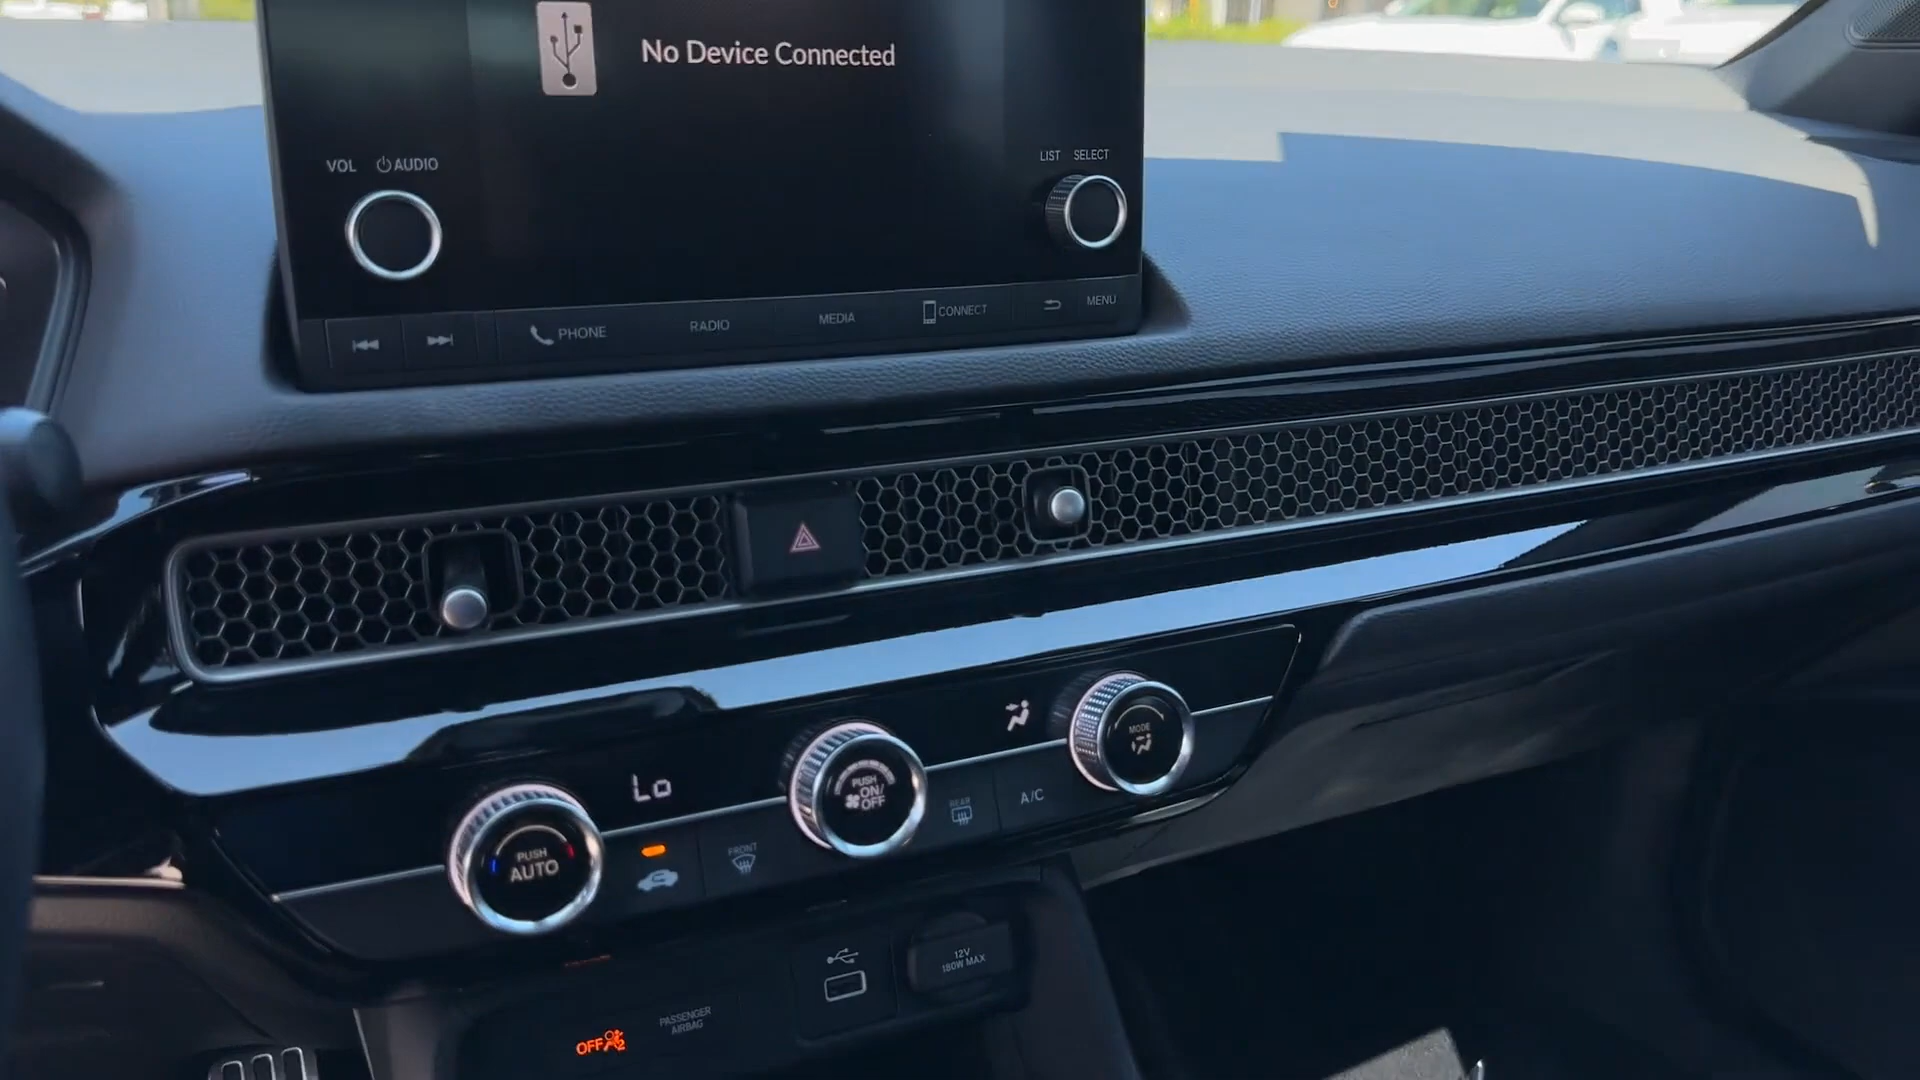 No Device Connected
VOL AUDIO
LIST SELECT
PHONE
RADIO
MEDIA
CONNECT
MENU
MODE
Lo
PUSH
ON/
OFF
REAR
A/C
PUSH
AUTO
FRONT
12V
180W MAX
OFF
2
PASSENGER
AIRBAG